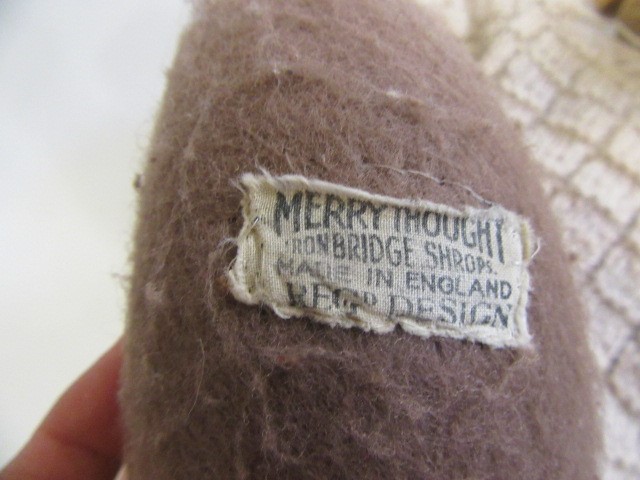 MERRYTHOUGHT
IRONBRIDGE SHROPS.
MADE IN ENGLAND
REGD DESIGN